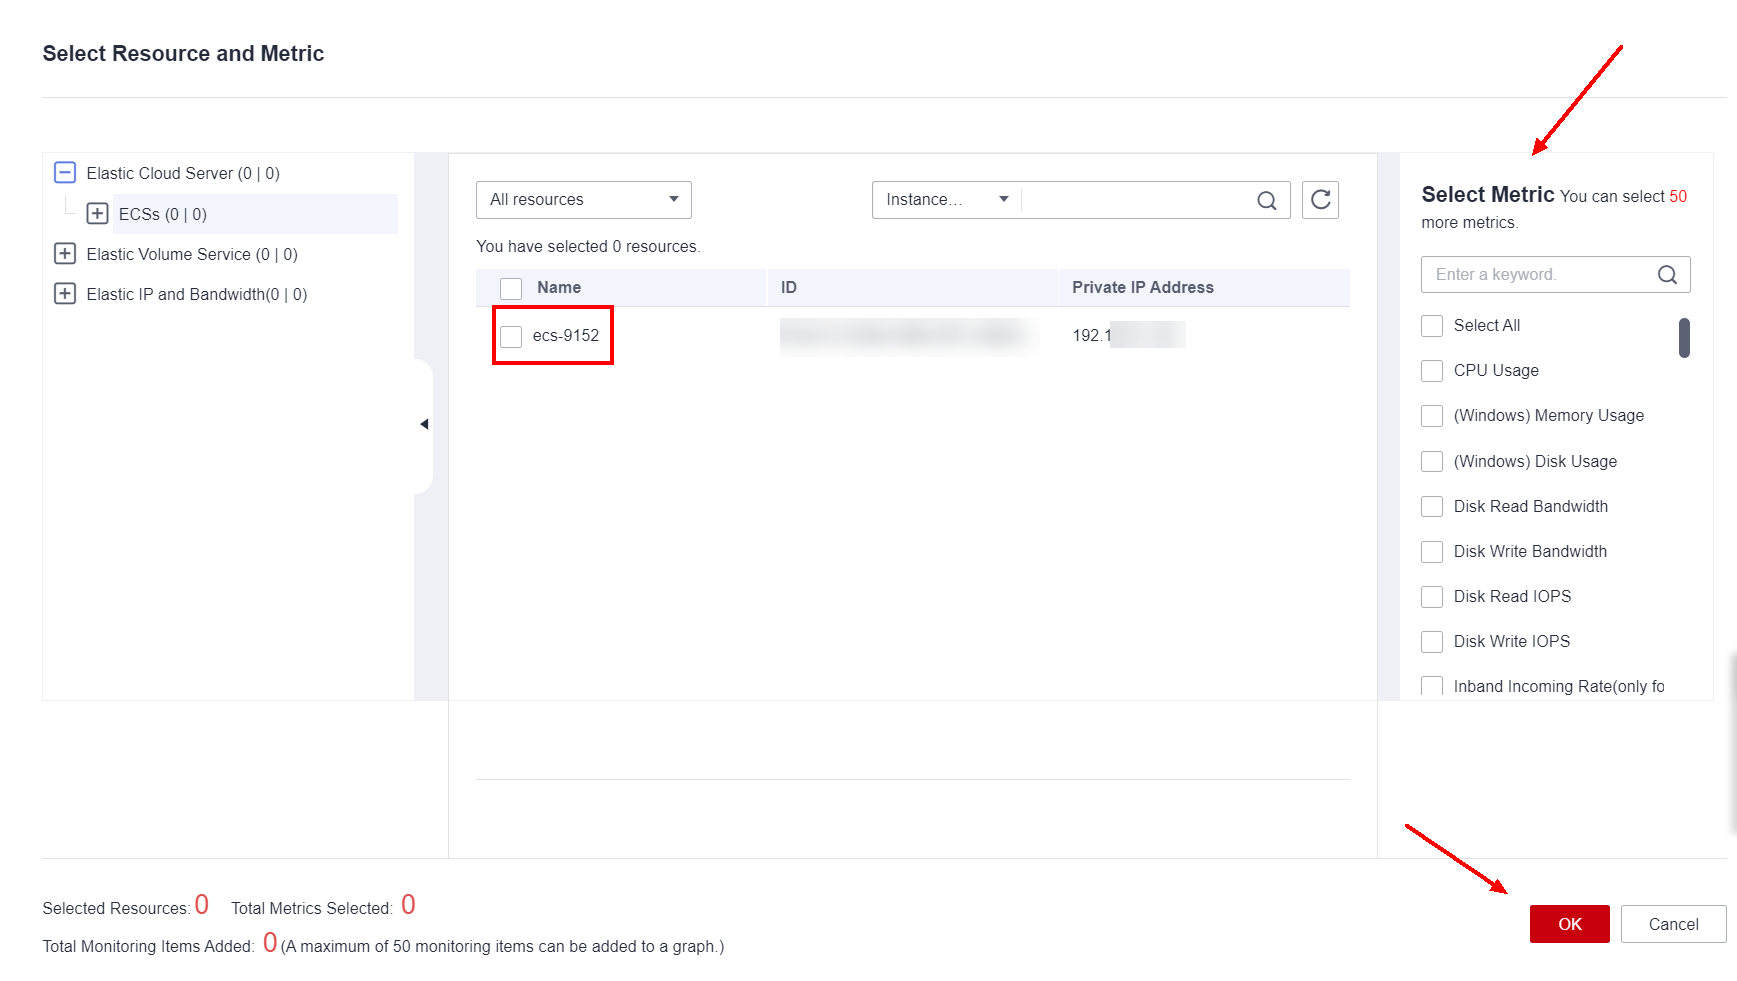 Select Resource and Metric
Elastic Cloud Server (0 | 0)
ECSs (0 | 0)
Elastic Volume Service (0 | 0)
Elastic IP and Bandwidth(0 | 0)
All resources
Instance...
You have selected 0 resources.
Name ID Private IP Address
ecs-9152 192.1
Select Metric You can select 50
more metrics.
Enter a keyword.
Select All
CPU Usage
(Windows) Memory Usage
(Windows) Disk Usage
Disk Read Bandwidth
Disk Write Bandwidth
Disk Read IOPS
Disk Write IOPS
Inband Incoming Rate(only fo
Selected Resources: 0 Total Metrics Selected: 0
Total Monitoring Items Added: 0 (A maximum of 50 monitoring items can be added to a graph.)
OK
Cancel